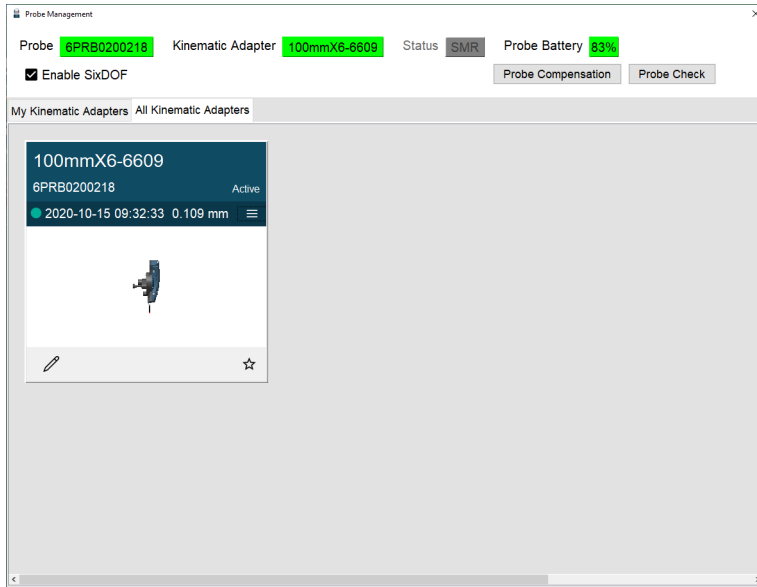 Probe Management
Probe 6PRB0200218 Kinematic Adapter 100mmX6-6609 Status SMR Probe Battery 83%
Enable SixDOF Probe Compensation Probe Check
My Kinematic Adapters All Kinematic Adapters
100mmX6-6609
6PRB0200218 Active
2020-10-15 09:32:33 0.109 mm